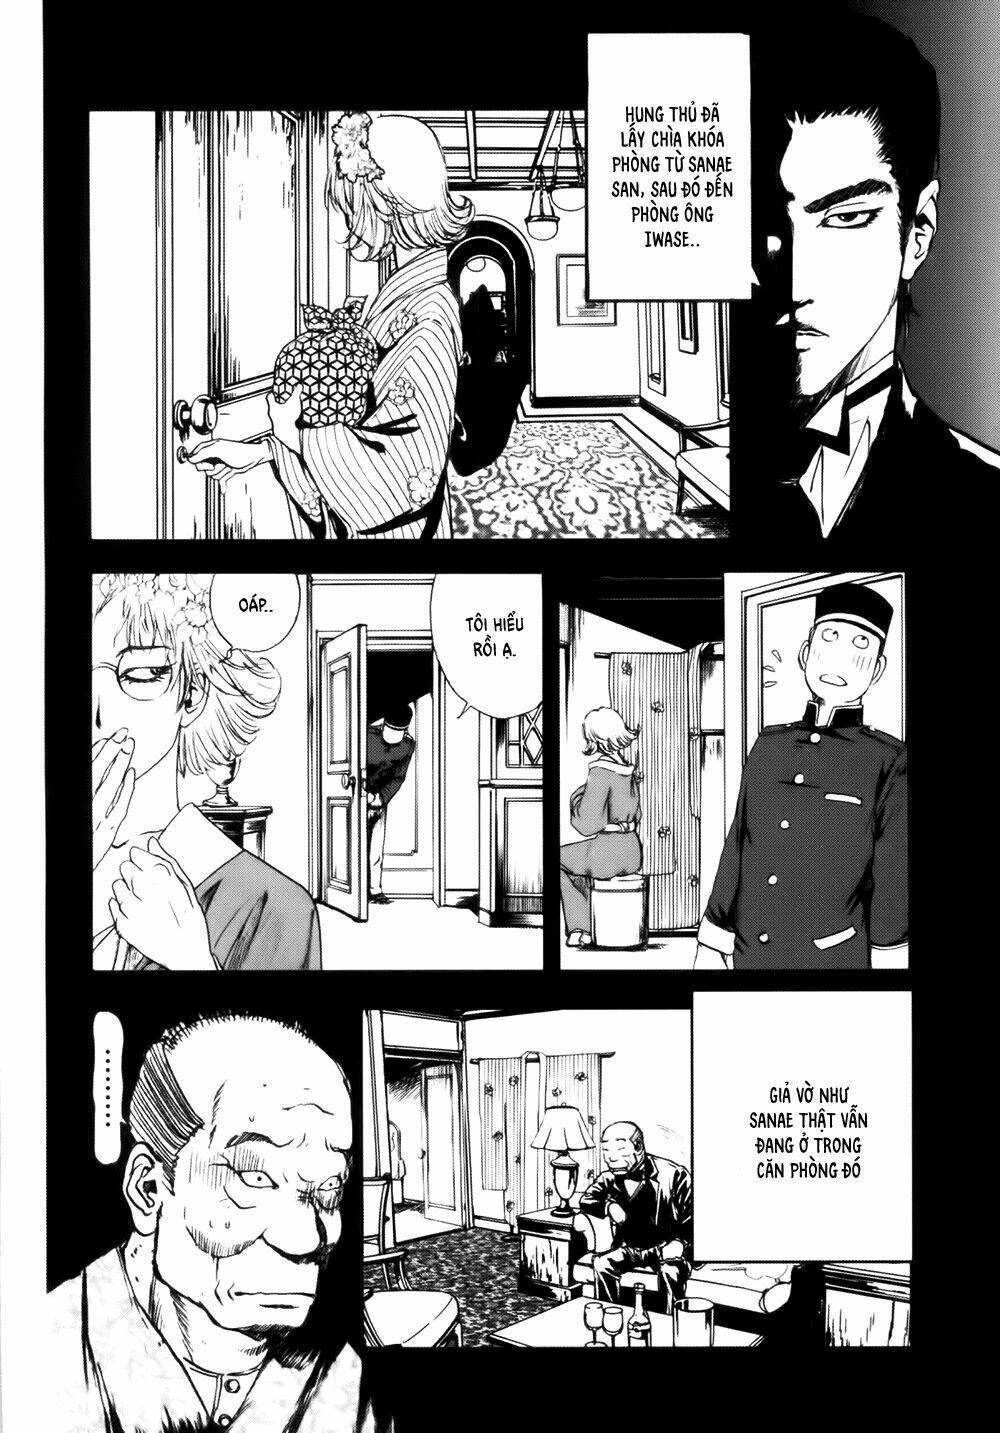 HUNG THỦ ĐÃ
LẤY CHÌA KHÓA
PHÒNG TỪ SANAE
SAN, SAU ĐÓ ĐẾN
PHÒNG ÔNG
IWASE..
TÔI HIỂU
RỒI Ạ.
OÁP..
GIẢ VỜ NHƯ
SANAE THẬT VẪN
ĐANG Ở TRONG
CĂN PHÒNG ĐÓ
.........